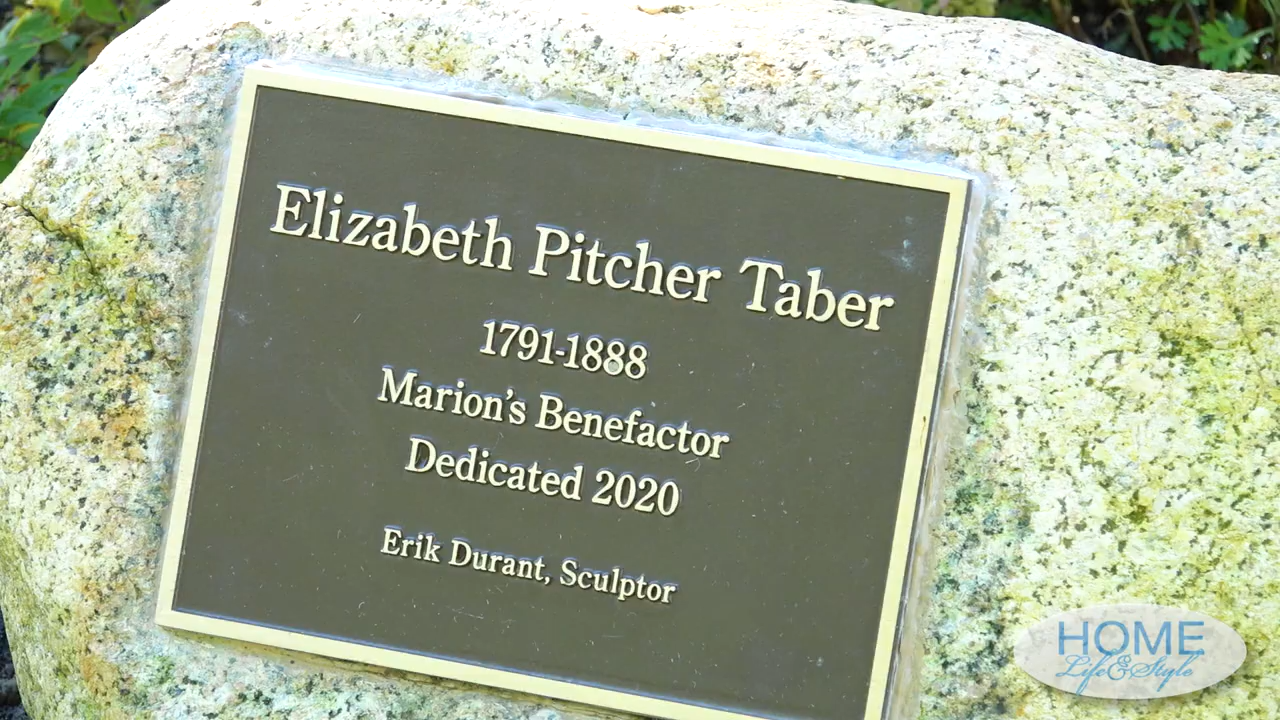 Elizabeth Pitcher Taber
1791-1888
Marion's Benefactor
Dedicated 2020
Erik Durant, Sculptor
HOME
Life&Style